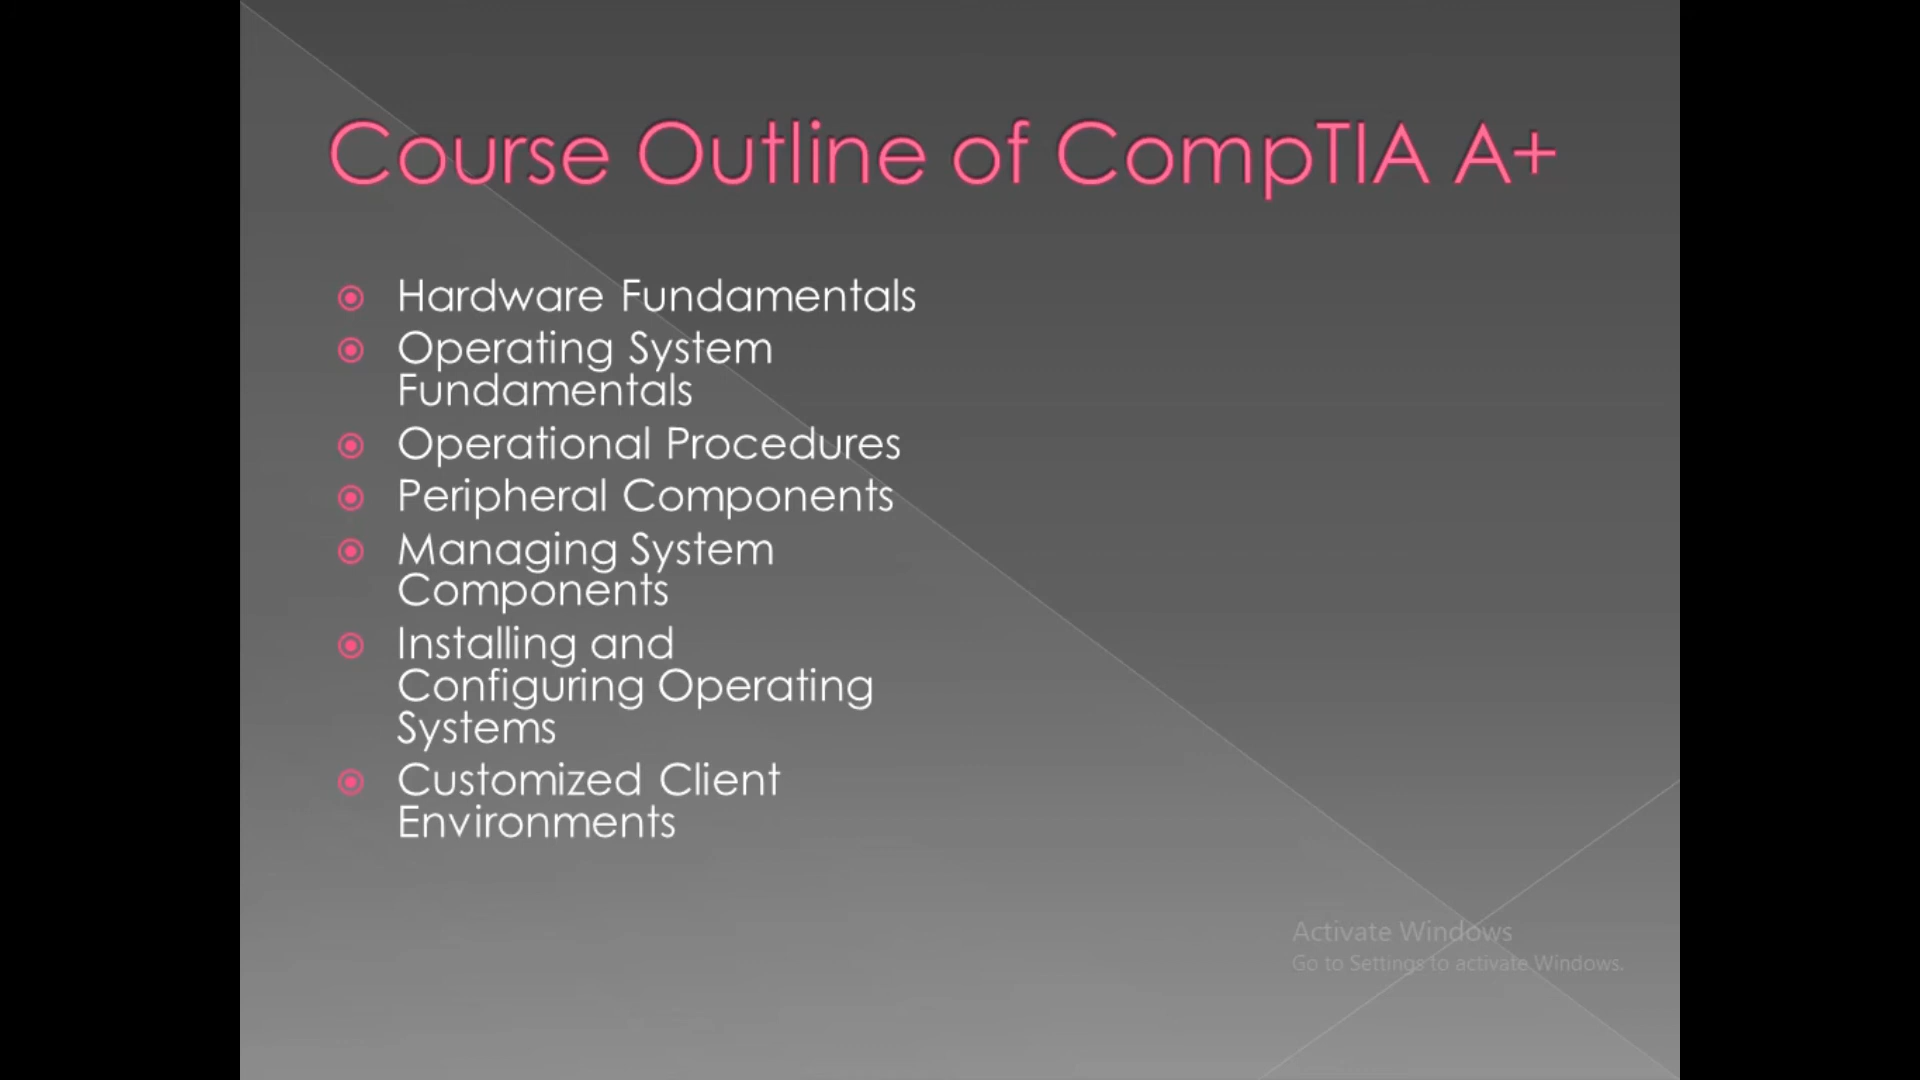 Course Outline of CompTIA A+
Hardware Fundamentals
Operating System
Fundamentals
Operational Procedures
Peripheral Components
Managing System
Components
Installing and
Configuring Operating
Systems
Customized Client
Environments
Activate Windows
Go to Settings to activate Windows.